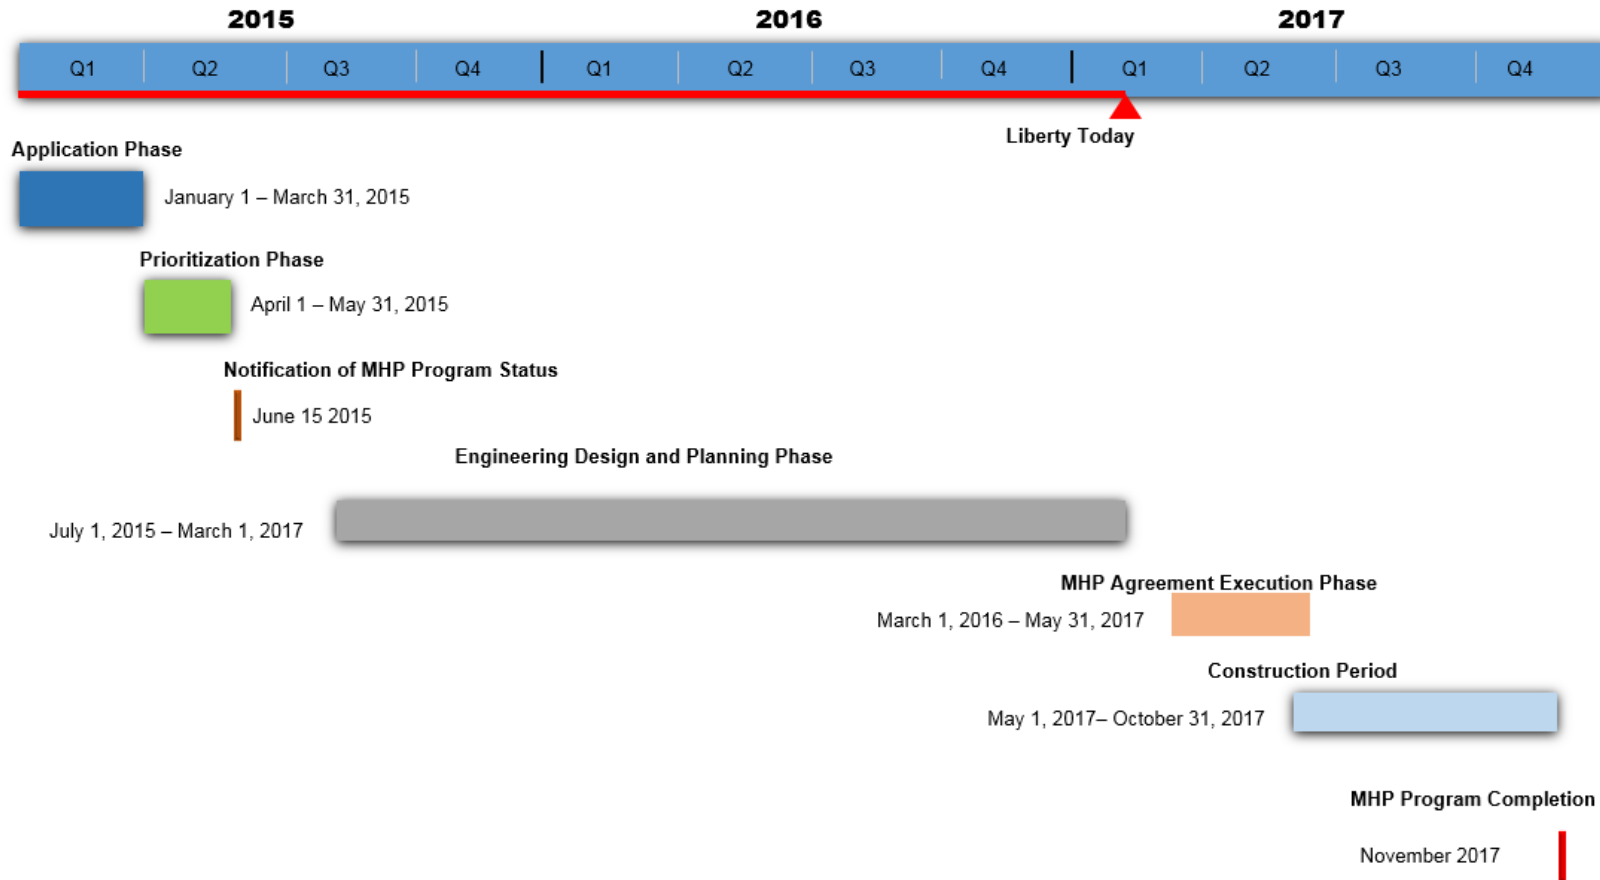 2015 2016 2017
Q1 Q2 Q3 Q4 Q1 Q2 Q3 Q4 Q1 Q2 Q3 Q4
Liberty Today
Application Phase
January 1 – March 31, 2015
Prioritization Phase
April 1 – May 31, 2015
Notification of MHP Program Status
June 15 2015
Engineering Design and Planning Phase
July 1, 2015 – March 1, 2017
MHP Agreement Execution Phase
March 1, 2016 – May 31, 2017
Construction Period
May 1, 2017– October 31, 2017
MHP Program Completion
November 2017